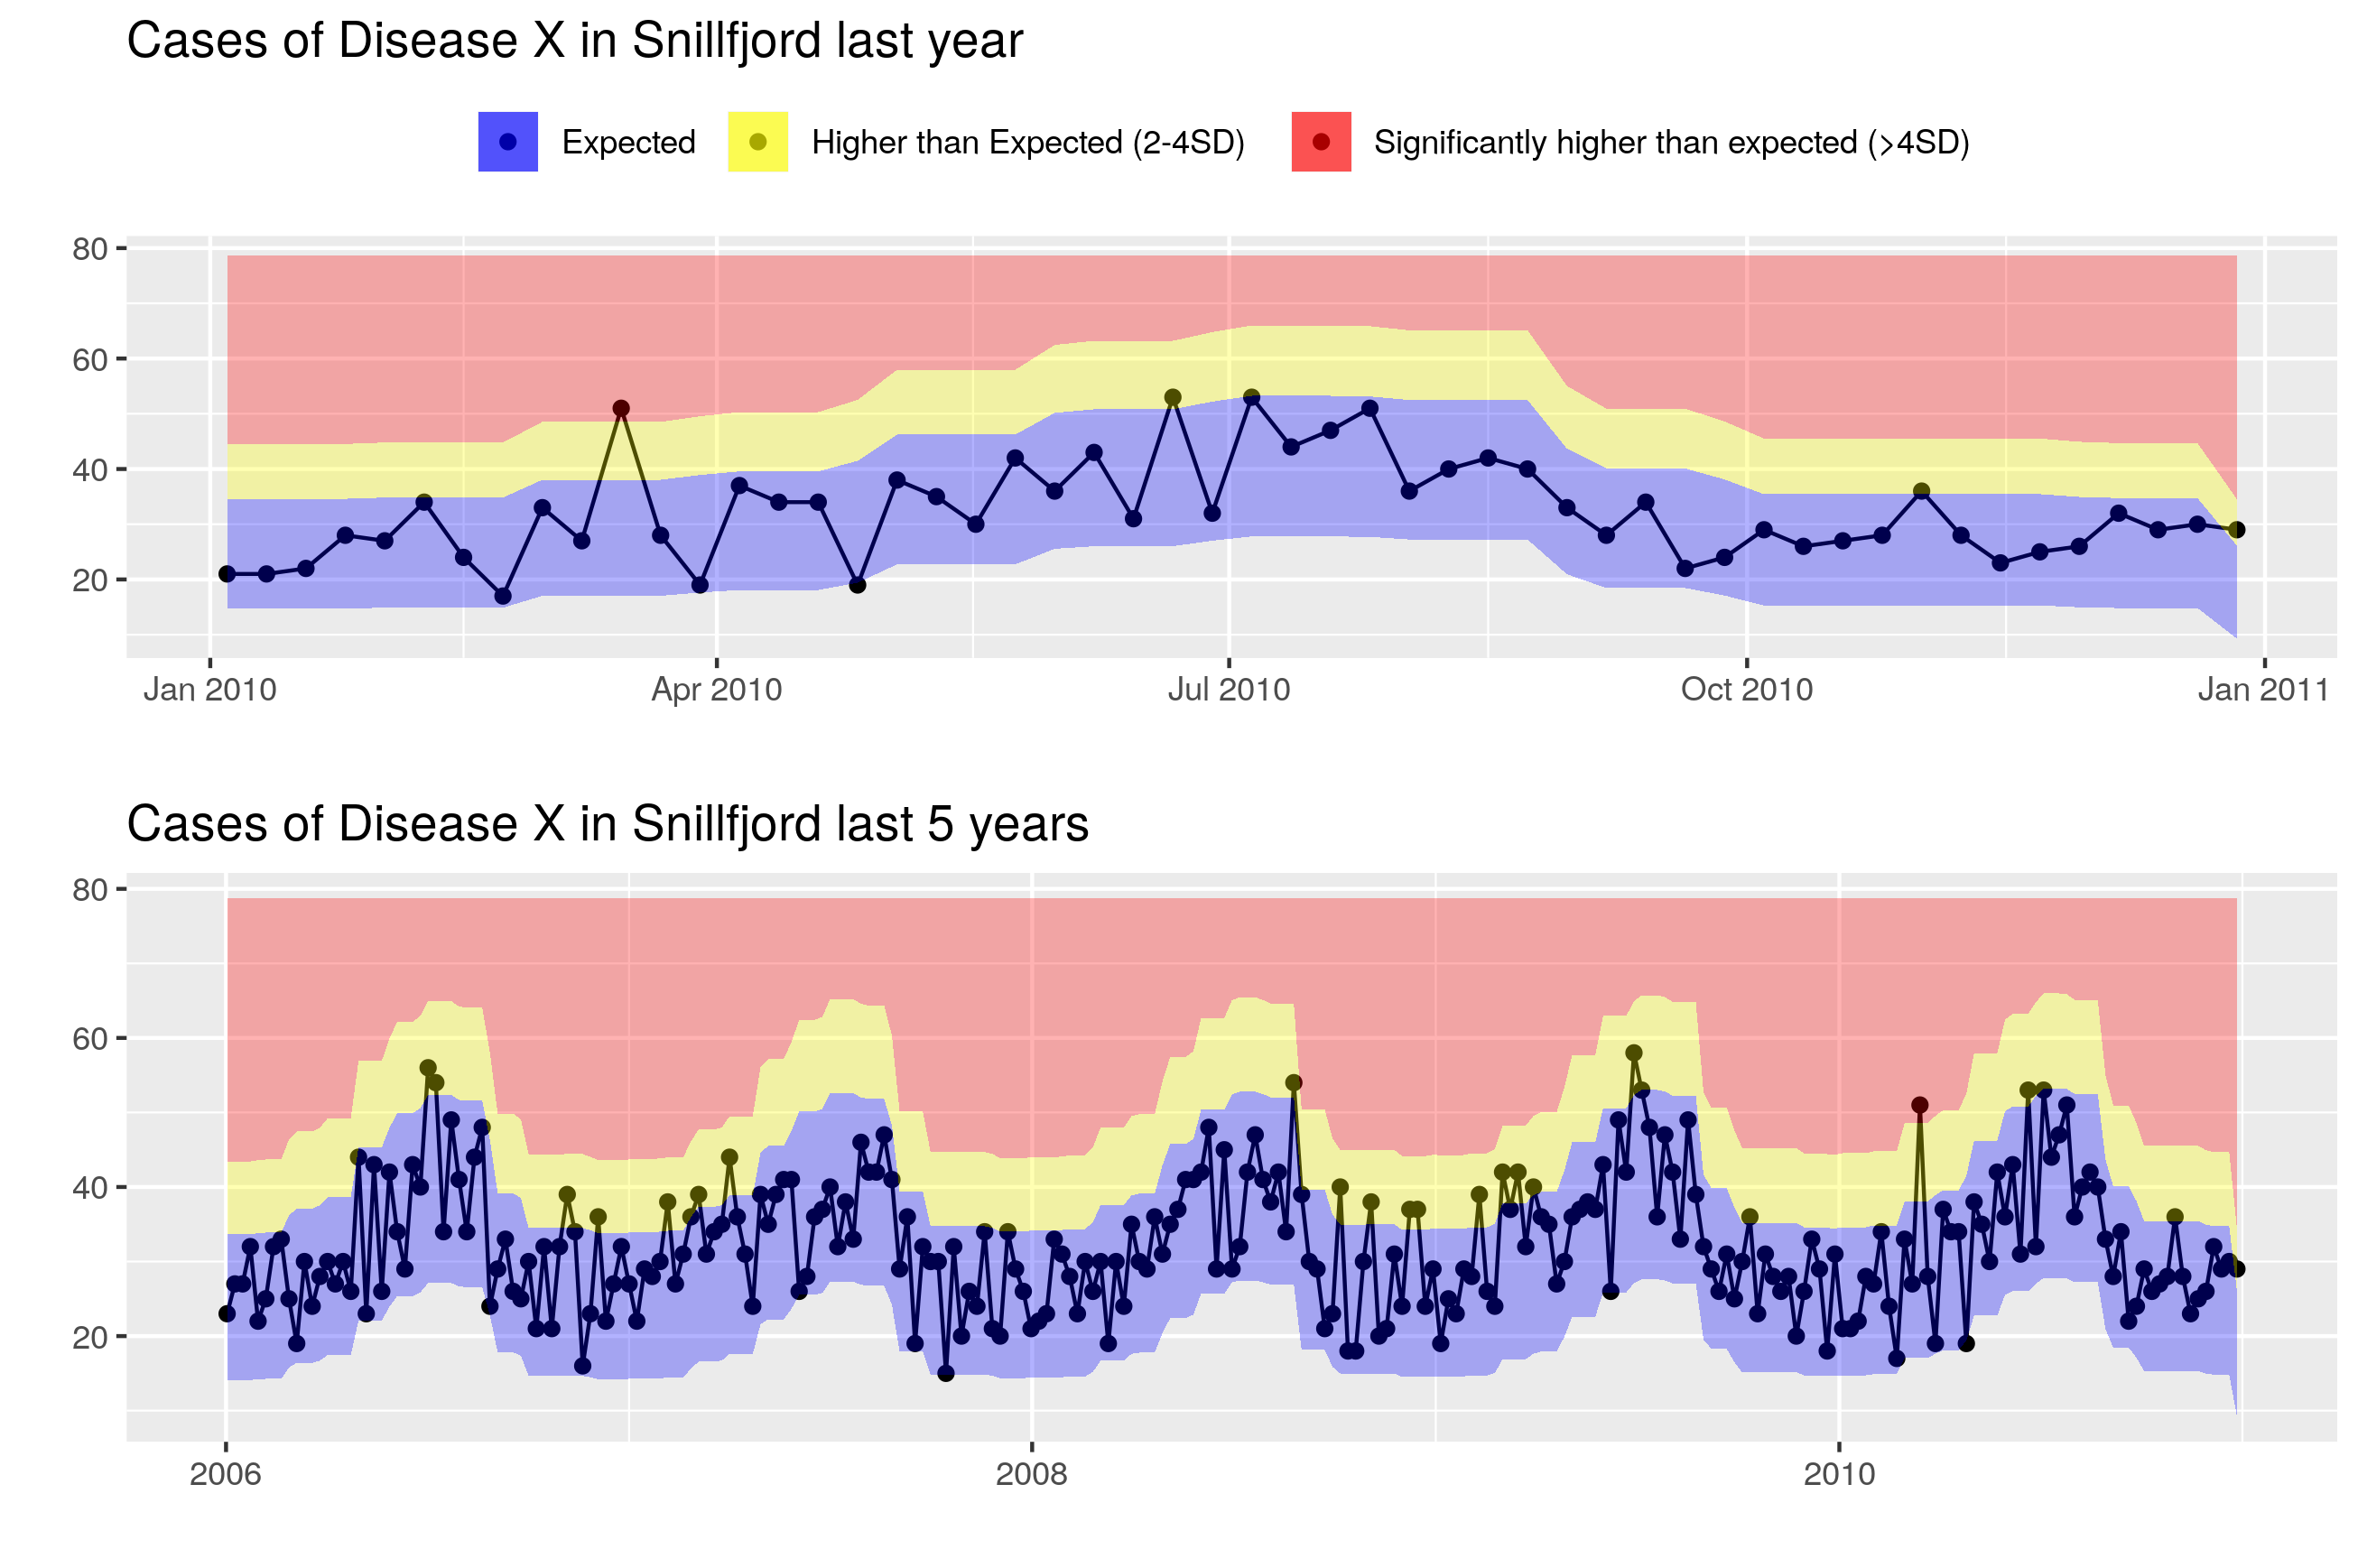 Cases of Disease X in Snillfjord last year
Expected Higher than Expected (2-4SD) Significantly higher than expected (>4SD)
80
60
40
20
Jan 2010 Apr 2010 Jul 2010 Oct 2010 Jan 2011
Cases of Disease X in Snillfjord last 5 years
80
60
40
20
2006 2008 2010